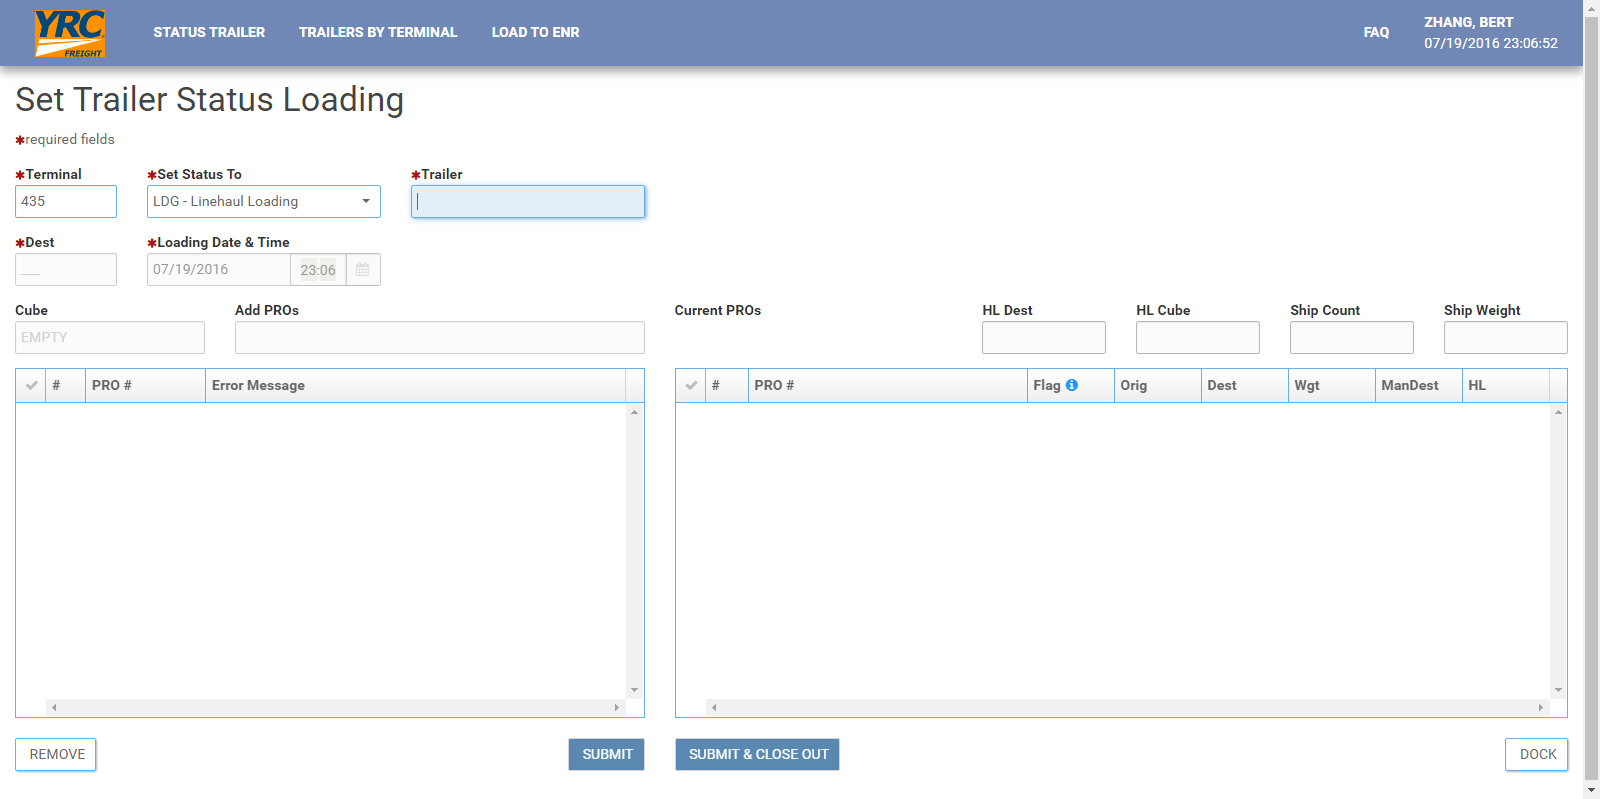 YRC
FREIGHT
STATUS TRAILER
TRAILERS BY TERMINAL
LOAD TO ENR
FAQ
ZHANG, BERT
07/19/2016 23:06:52
Set Trailer Status Loading
✱required fields
✱Terminal
✱Set Status To
✱Trailer
435
LDG - Linehaul Loading
✱Dest
✱Loading Date & Time
___
07/19/2016
23:06
Cube
Add PROs
Current PROs
HL Dest
HL Cube
Ship Count
Ship Weight
EMPTY
#
PRO #
Error Message
#
PRO #
Flag
Orig
Dest
Wgt
ManDest
HL
REMOVE
SUBMIT
SUBMIT & CLOSE OUT
DOCK